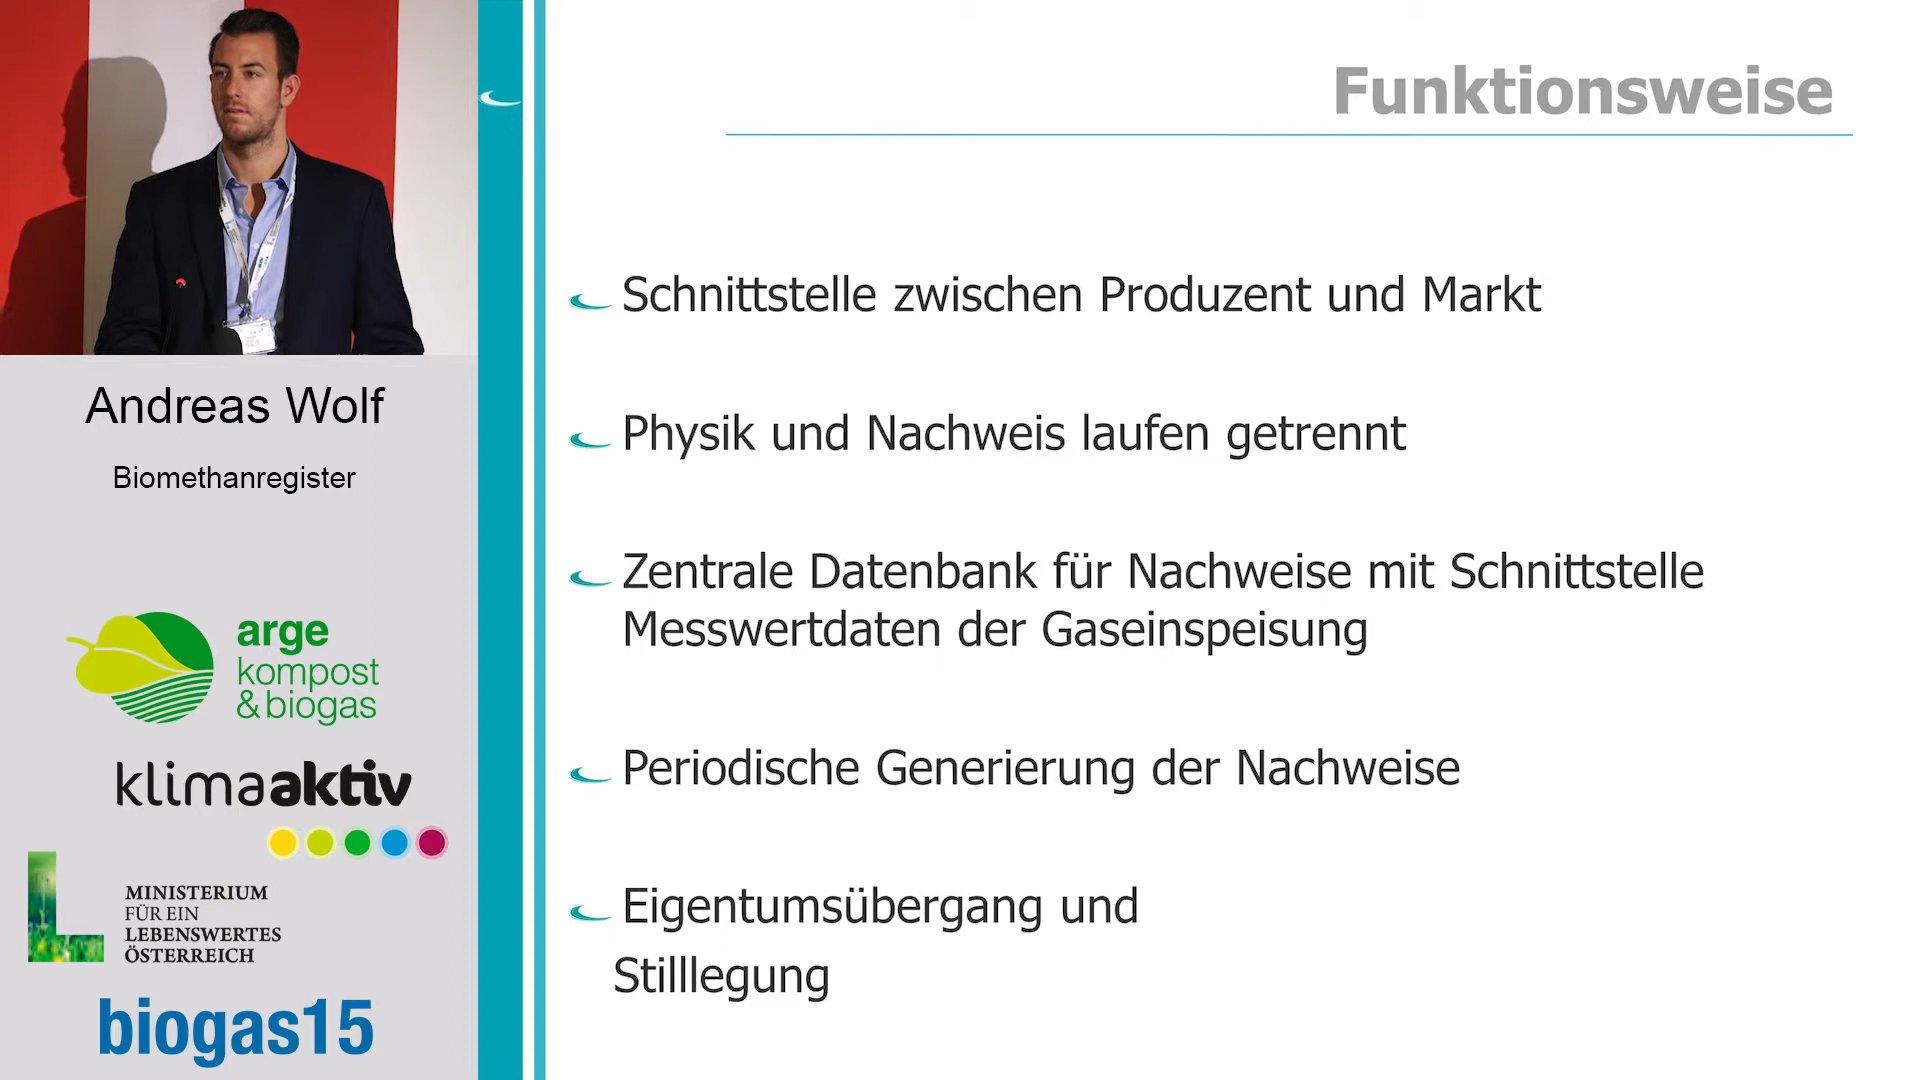 Funktionsweise
Schnittstelle zwischen Produzent und Markt
Physik und Nachweis laufen getrennt
Zentrale Datenbank für Nachweise mit Schnittstelle
Messwertdaten der Gaseinspeisung
Periodische Generierung der Nachweise
Eigentumsübergang und
Stilllegung
Andreas Wolf
Biomethanregister
arge
kompost
& biogas
klimaaktiv
MINISTERIUM
FÜR EIN
LEBENSWERTES
ÖSTERREICH
biogas15